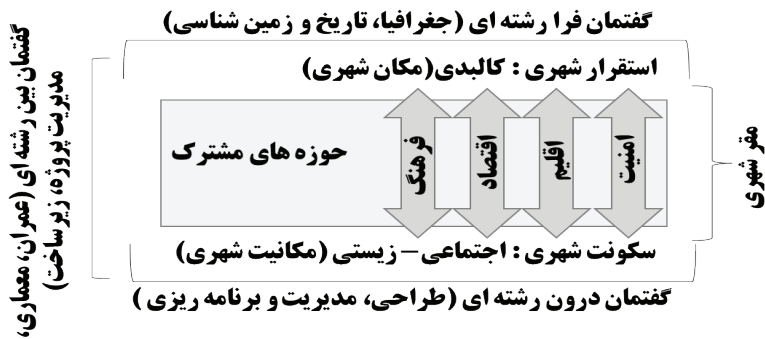 گفتمان فرا رشته ای (جغرافیا، تاریخ و زمین شناسی)
استقرار شهری : کالبدی(مکان شهری)
امنیت
اقلیم
اقتصاد
فرهنگ
حوزه های مشترک
سکونت شهری : اجتماعی– زیستی (مکانیت شهری)
گفتمان درون رشته ای (طراحی، مدیریت و برنامه ریزی )
مقر شهری
گفتمان بین رشته ای (عمران، معماری،
مدیریت پروژه، زیرساخت)